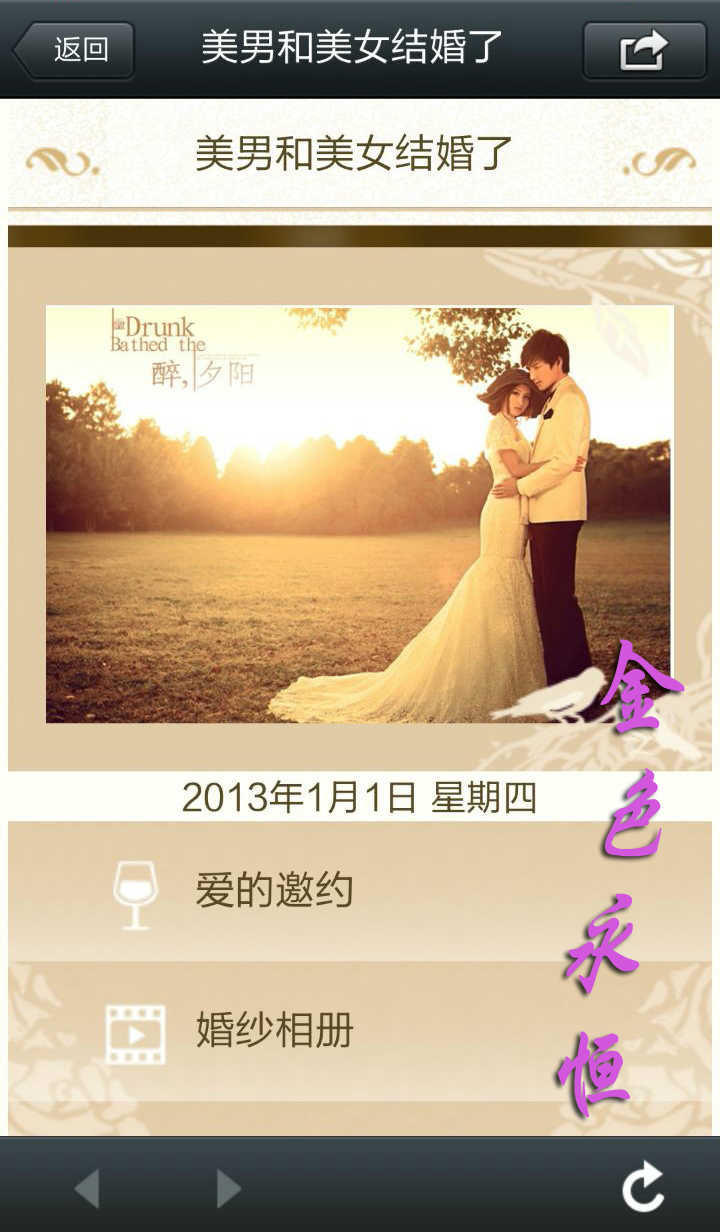 返回
美男和美女结婚了
美男和美女结婚了
Drunk
Bathed the
醉,夕阳
2013年1月1日 星期四
爱的邀约
婚纱相册
金色永恒